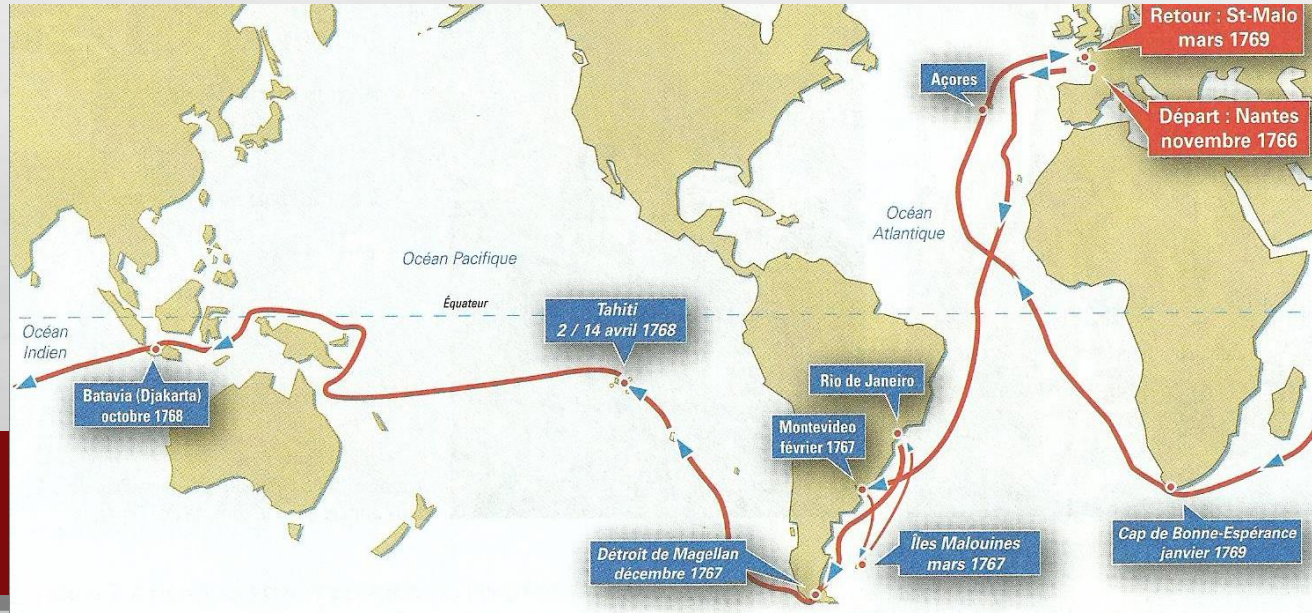 Retour : St-Malo
mars 1769
Açores
Départ : Nantes
novembre 1766
Océan
Atlantique
Océan Pacifique
Équateur
Tahiti
2 / 14 avril 1768
Océan
Indien
Batavia (Djakarta)
octobre 1768
Rio de Janeiro
Montevideo
février 1767
Détroit de Magellan
décembre 1767
Îles Malouines
mars 1767
Cap de Bonne-Espérance
janvier 1769